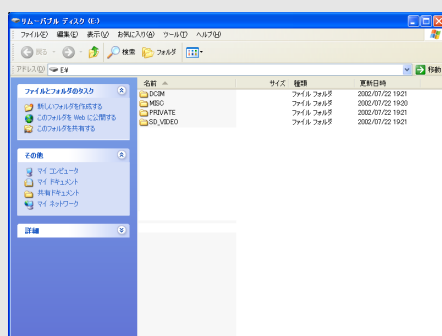 リムーバブル ディスク (E:)
ファイル(F) 編集(E) 表示(V) お気に入り(A) ツール(T) ヘルプ(H)
戻る 検索 フォルダ
アドレス(D) E:¥ 移動
名前 サイズ 種類 更新日時
DCIM ファイル フォルダ 2002/07/22 19:21
MISC ファイル フォルダ 2002/07/22 19:20
PRIVATE ファイル フォルダ 2002/07/22 19:21
SD_VIDEO ファイル フォルダ 2002/07/22 19:21
ファイルとフォルダのタスク
新しいフォルダを作成する
このフォルダを Web に公開する
このフォルダを共有する
その他
マイ コンピュータ
マイ ドキュメント
共有ドキュメント
マイ ネットワーク
詳細